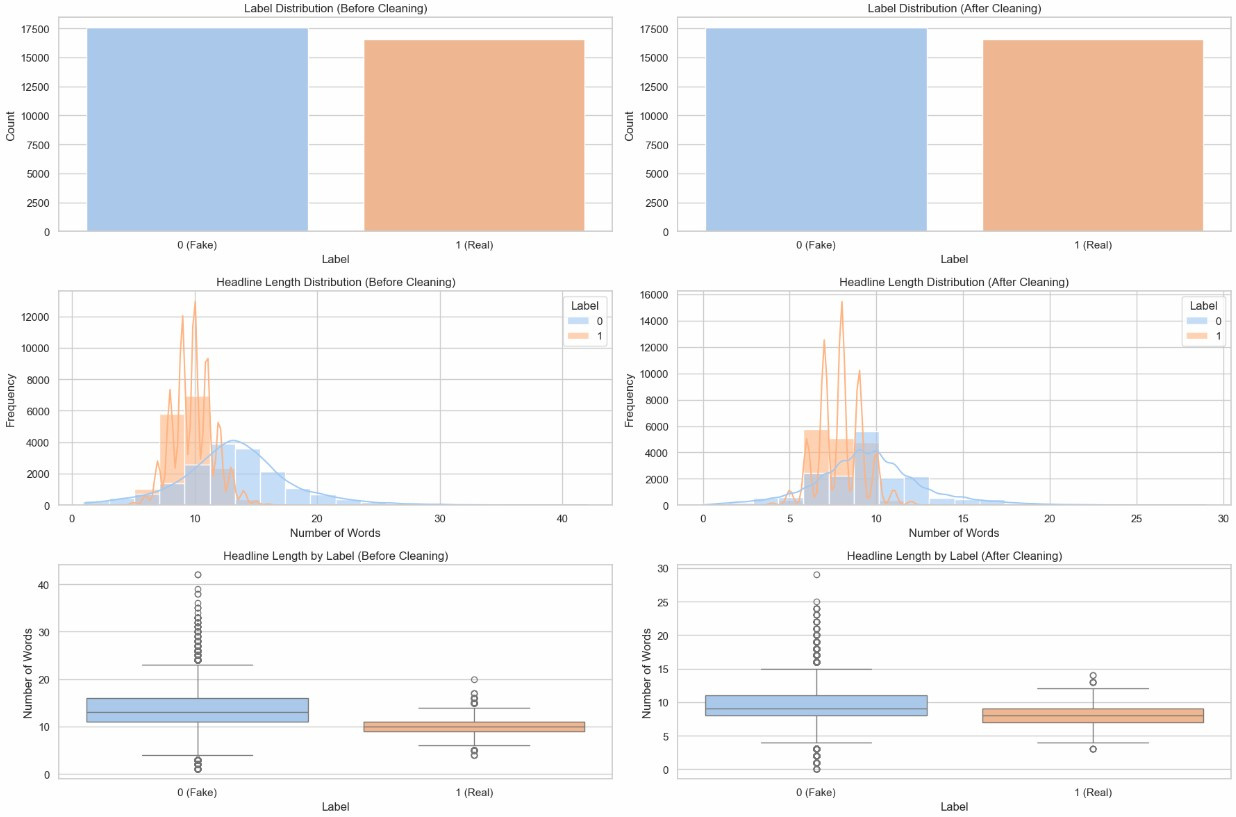 Label Distribution (Before Cleaning)
17500
15000
12500
10000
7500
5000
2500
0
Count
0 (Fake)
1 (Real)
Label
Label Distribution (After Cleaning)
17500
15000
12500
10000
7500
5000
2500
0
Count
0 (Fake)
1 (Real)
Label
Headline Length Distribution (Before Cleaning)
Label
0
1
12000
10000
8000
6000
4000
2000
0
Frequency
0 10 20 30 40
Number of Words
Headline Length Distribution (After Cleaning)
Label
0
1
16000
14000
12000
10000
8000
6000
4000
2000
0
Frequency
0 5 10 15 20 25 30
Number of Words
Headline Length by Label (Before Cleaning)
40
30
20
10
0
Number of Words
0 (Fake)
1 (Real)
Label
Headline Length by Label (After Cleaning)
30
25
20
15
10
5
0
Number of Words
0 (Fake)
1 (Real)
Label